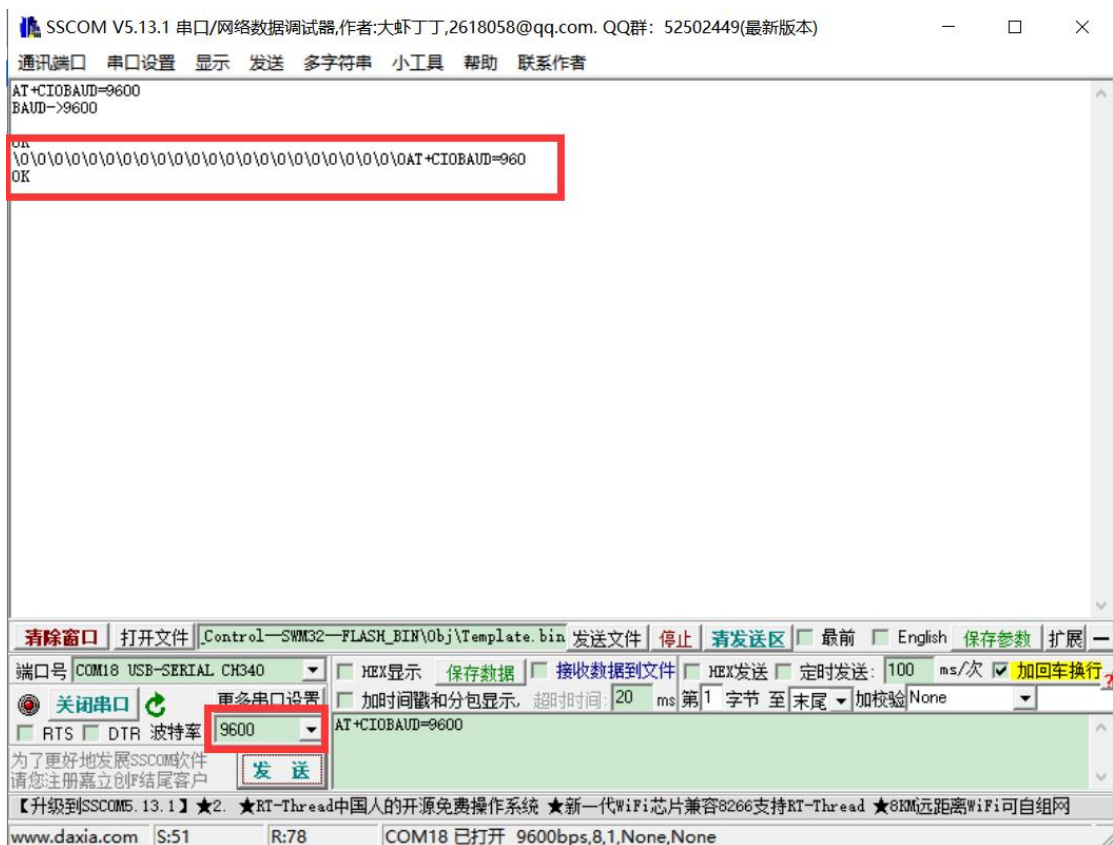 SSCOM V5.13.1 串口/网络数据调试器,作者:大虾丁丁,2618058@qq.com. QQ群: 52502449(最新版本)
通讯端口 串口设置 显示 发送 多字符串 小工具 帮助 联系作者
AT+CIOBAUD=9600
BAUD->9600
OK
\0\0\0\0\0\0\0\0\0\0\0\0\0\0\0\0\0\0\0\0\0\0\0AT+CIOBAUD=960
OK
清除窗口 打开文件 _Control—SWM32—FLASH_BIN\Obj\Template.bin 发送文件 停止 清发送区 最前 English 保存参数 扩展 —
端口号 COM18 USB-SERIAL CH340 HEX显示 保存数据 接收数据到文件 HEX发送 定时发送: 100 ms/次 加回车换行 ?
关闭串口 更多串口设置 加时间戳和分包显示, 超时时间: 20 ms 第1 字节 至 末尾 加校验 None
RTS DTR 波特率 9600 AT+CIOBAUD=9600
为了更好地发展SSCOM软件
请您注册嘉立创F结尾客户
发 送
【升级到SSCOM5.13.1】★2. ★RT-Thread中国人的开源免费操作系统 ★新一代WiFi芯片兼容8266支持RT-Thread ★8KM远距离WiFi可自组网
www.daxia.com S:51 R:78 COM18 已打开 9600bps,8,1,None,None